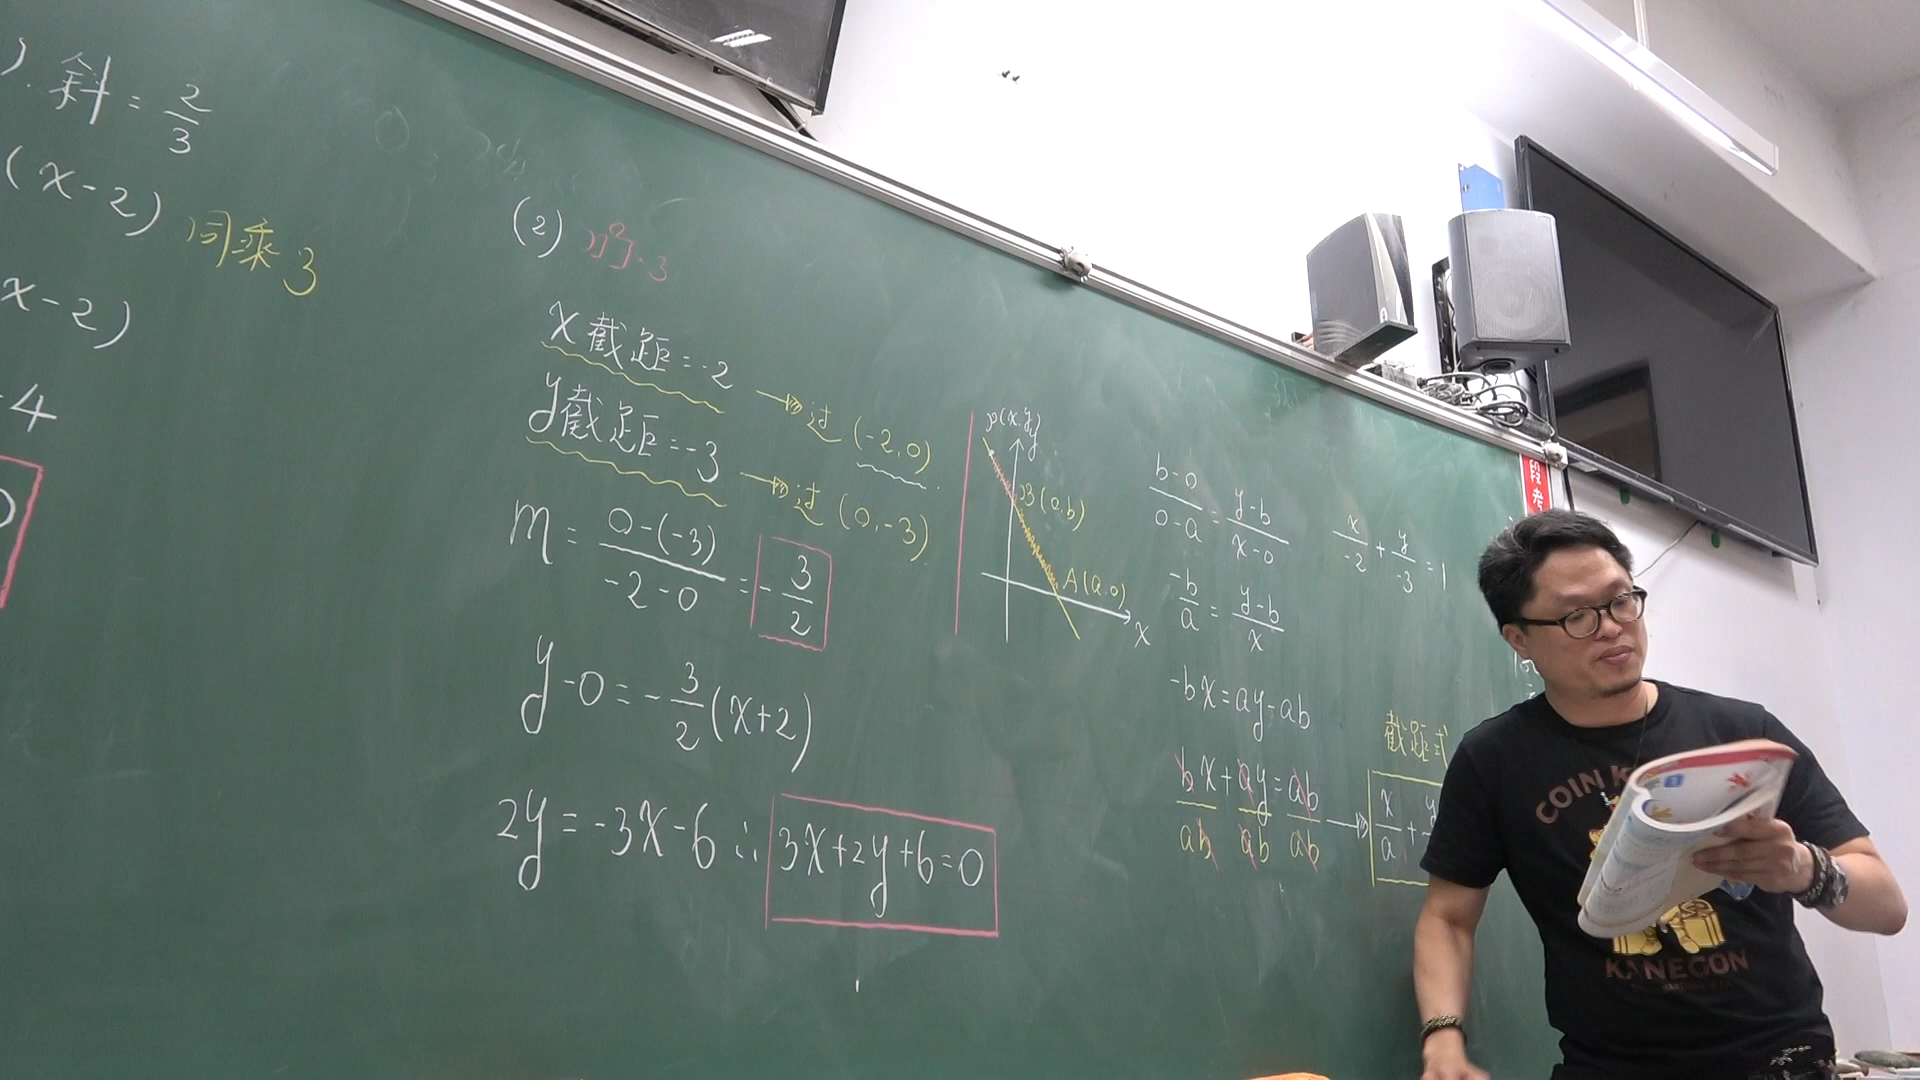 斜 = 2/3
(x-2) 同乘3
x-2)
-4
(2)
x截距=-2 → 过 (-2,0)
y截距=-3 → 过 (0,-3)
m = 0-(-3)/-2-0 = -3/2
y-0 = -3/2(x+2)
2y = -3x-6 ∴ 3x+2y+6=0
P(x,y)
y
B(0,b)
A(a,0)
x
b-0/0-a = y-b/x-0
-b/a = y-b/x
-bx = ay-ab
bx/ab + ay/ab = ab/ab →
x/-2 + y/-3 = 1
截距式
x/a + y
段考
COIN K
KANEGON